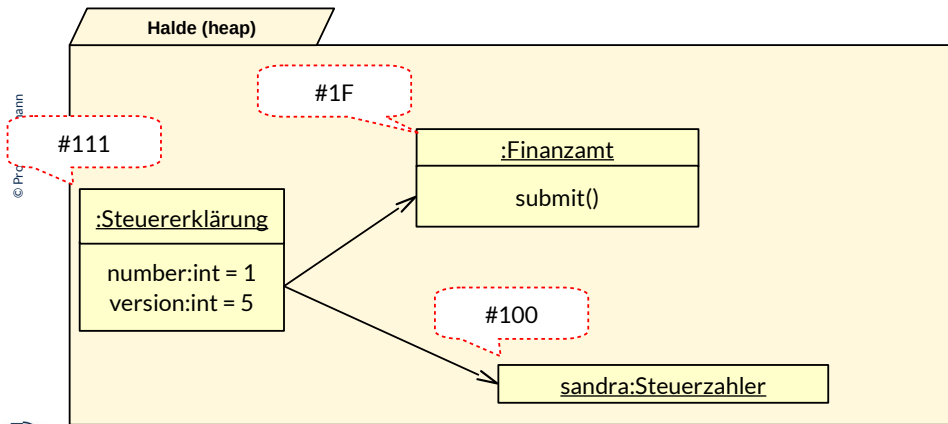 Halde (heap)
#1F
#111
:Finanzamt
submit()
:Steuererklärung
number:int = 1
version:int = 5
#100
sandra:Steuerzahler